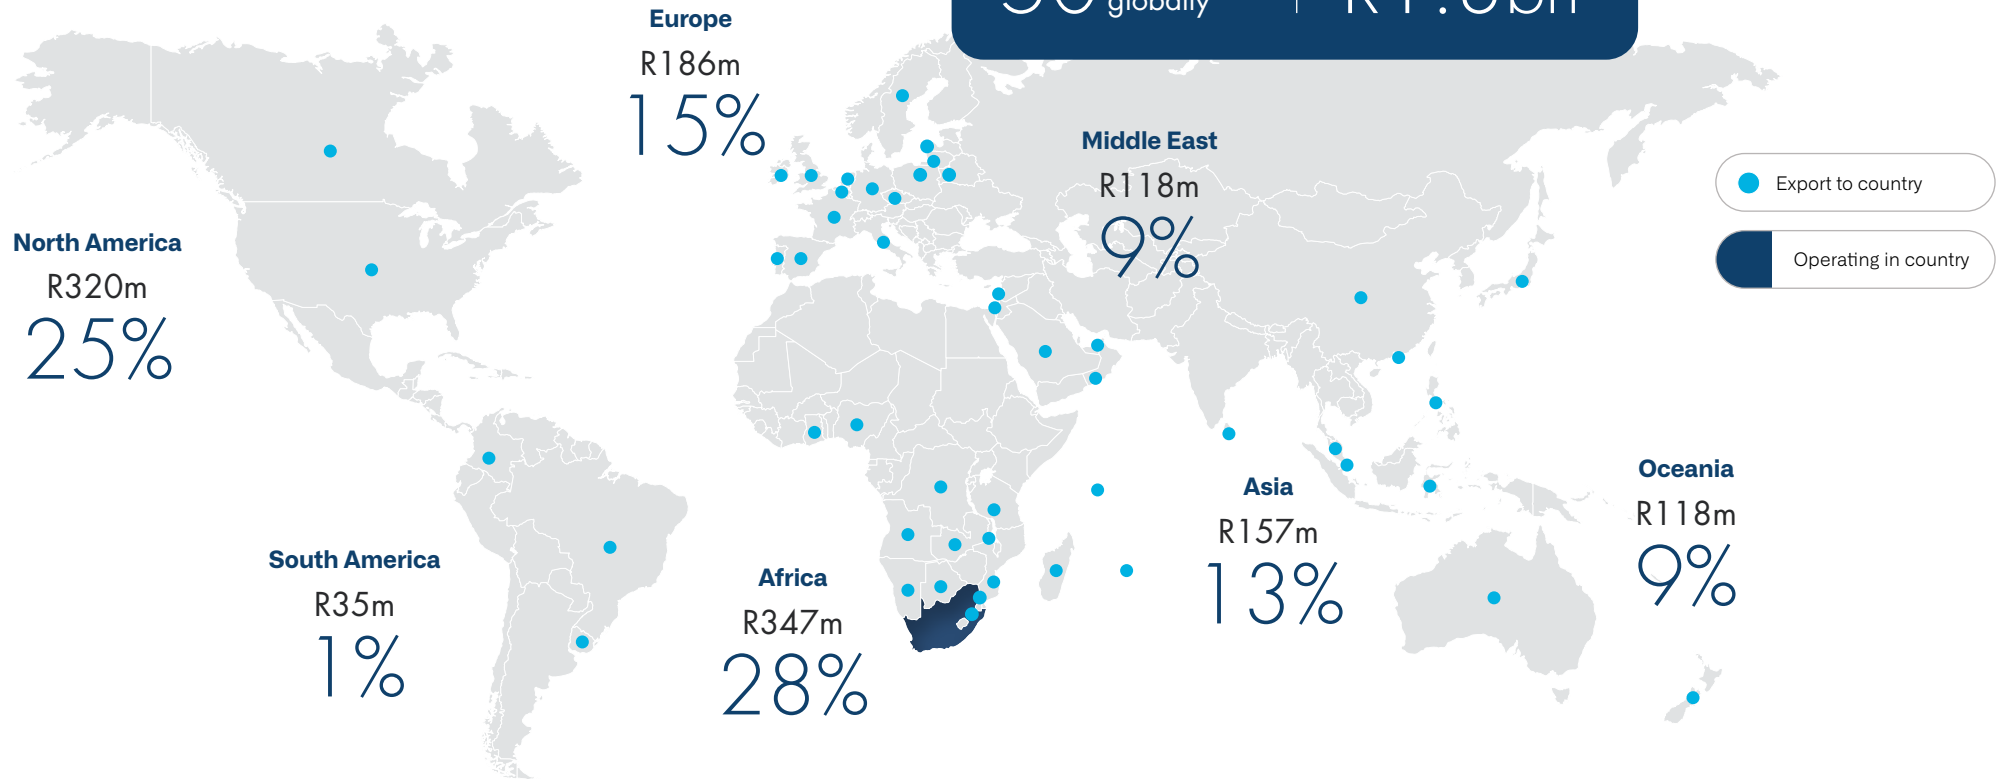 globally
Europe
R186m
15%
Middle East
R118m
9%
Export to country
Operating in country
North America
R320m
25%
Asia
R157m
13%
Oceania
R118m
9%
South America
R35m
1%
Africa
R347m
28%